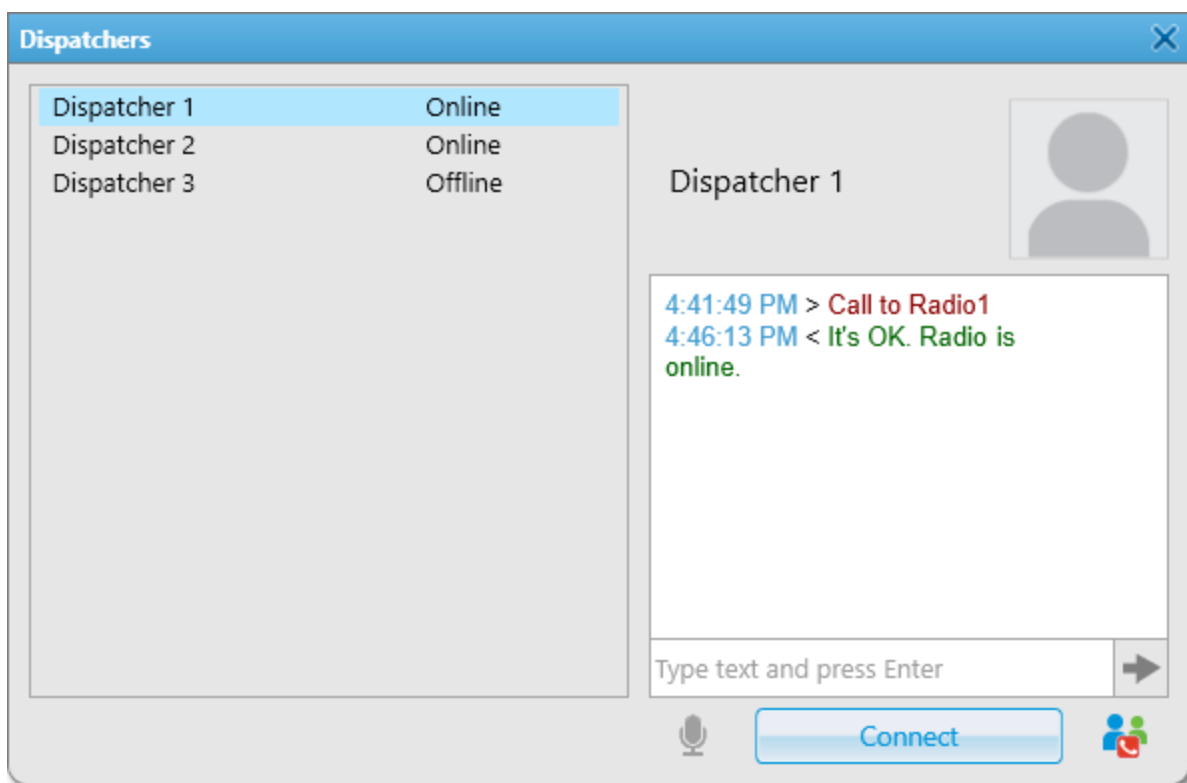 Dispatchers
Dispatcher 1 Online
Dispatcher 2 Online
Dispatcher 3 Offline
Dispatcher 1
4:41:49 PM > Call to Radio1
4:46:13 PM < It's OK. Radio is
online.
Type text and press Enter
Connect